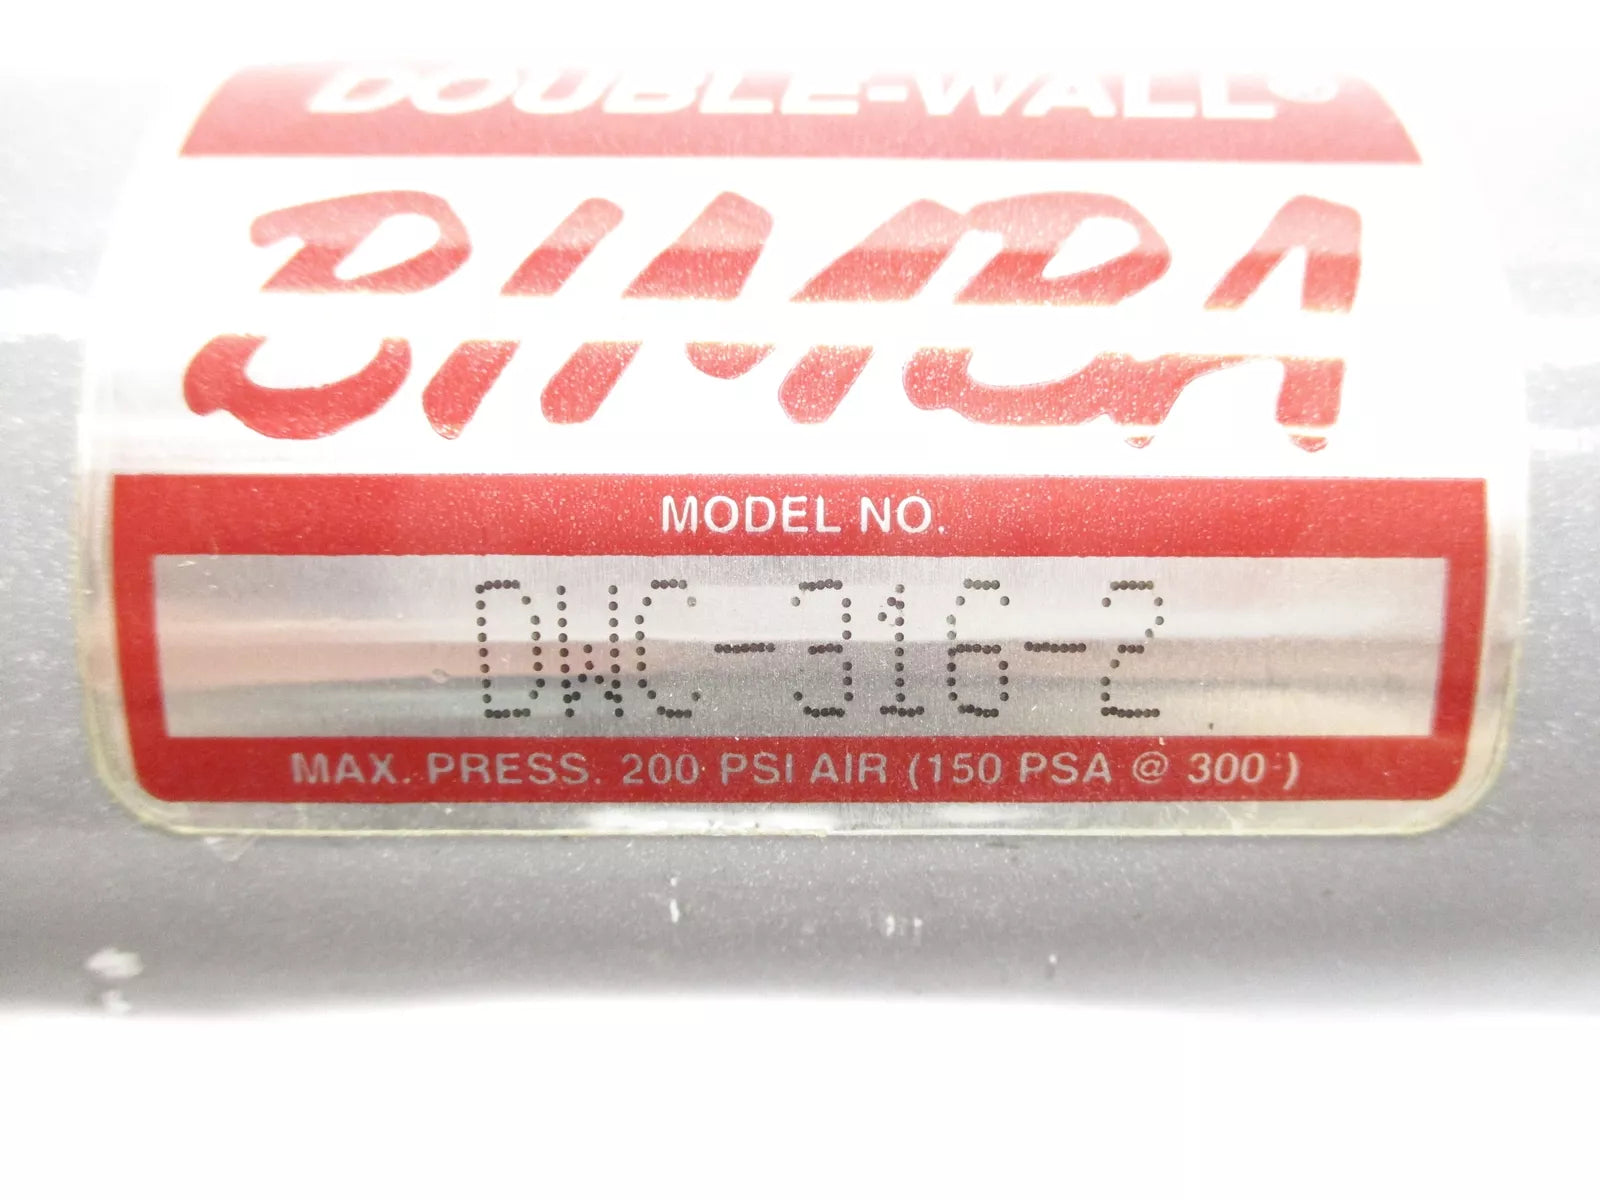 DOUBLE-WALL®
BIMBA
MODEL NO.
DWC-316-2
MAX. PRESS. 200 PSI AIR (150 PSA @ 300-)